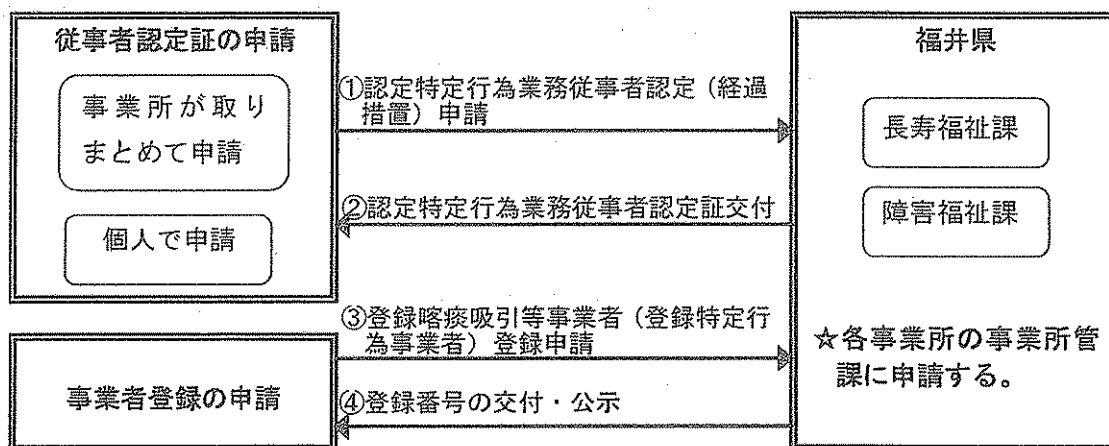 従事者認定証の申請
事業所が取り
まとめて申請
個人で申請
①認定特定行為業務従事者認定（経過
措置）申請
②認定特定行為業務従事者認定証交付
福井県
長寿福祉課
障害福祉課
☆各事業所の事業所管
課に申請する。
事業者登録の申請
③登録喀痰吸引等事業者（登録特定行
為事業者）登録申請
④登録番号の交付・公示